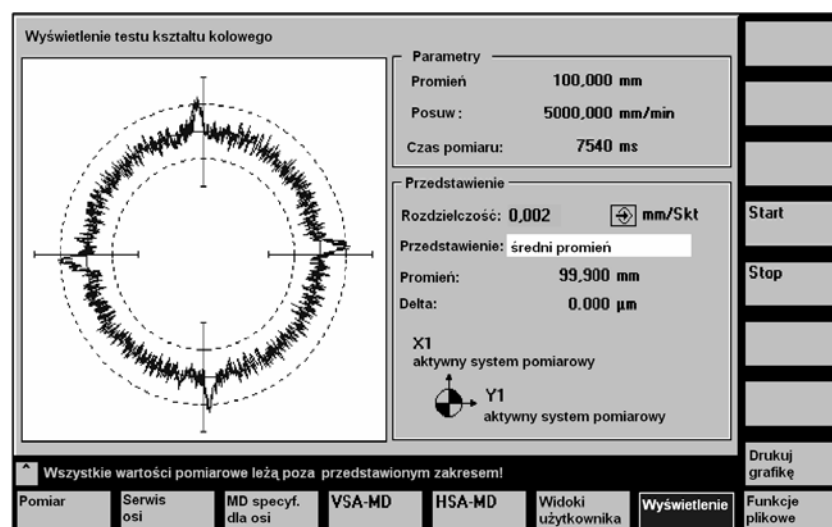 Wyświetlenie testu kształtu kolowego
Parametry
Promień 100,000 mm
Posuw: 5000,000 mm/min
Czas pomiaru: 7540 ms
Przedstawienie
Rozdzielczość: 0,002 mm/Skt
Przedstawienie: średni promień
Promień: 99,900 mm
Delta: 0.000 µm
X1
aktywny system pomiarowy
Y1
aktywny system pomiarowy
Start
Stop
Drukuj
grafikę
^ Wszystkie wartości pomiarowe leżą poza przedstawionym zakresem!
Pomiar
Serwis
osi
MD specyf.
dla osi
VSA-MD
HSA-MD
Widoki
użytkownika
Wyświetlenie
Funkcje
plikowe